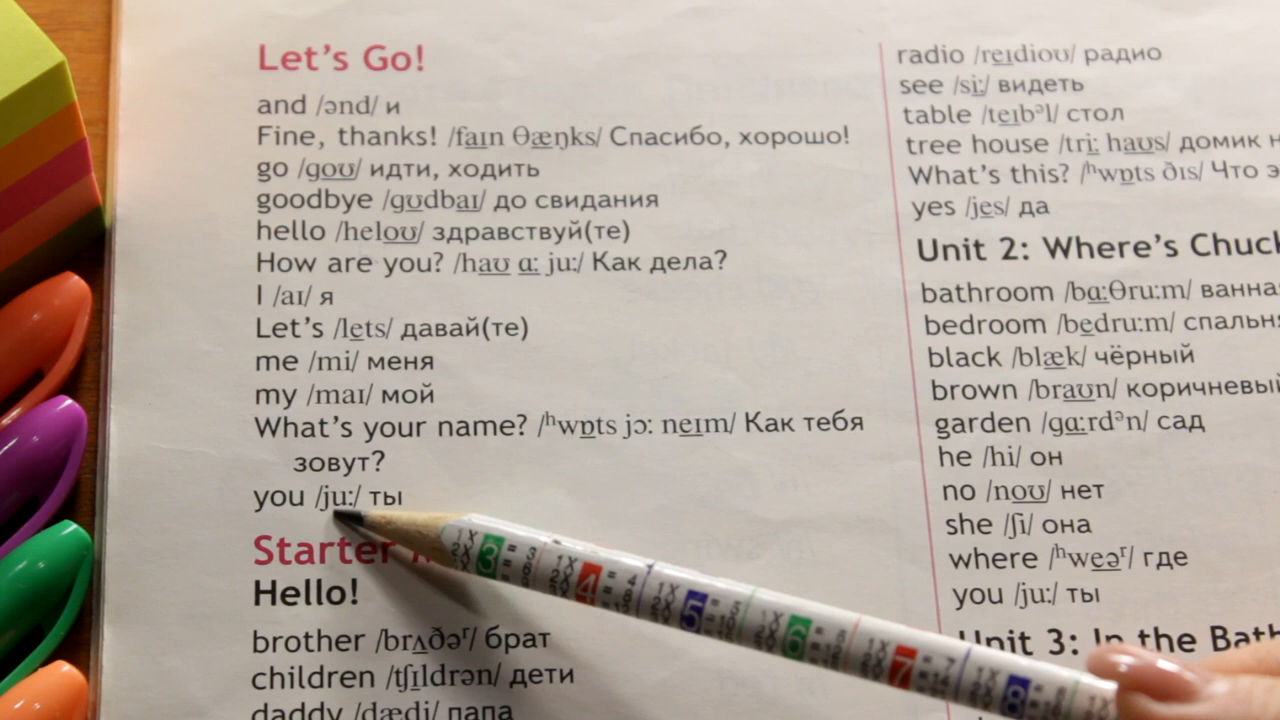 Let's Go!
and /ənd/ и
Fine, thanks! /faɪn θæŋks/ Спасибо, хорошо!
go /goʊ/ идти, ходить
goodbye /gʊdbaɪ/ до свидания
hello /heloʊ/ здравствуй(те)
How are you? /haʊ ɑː juː/ Как дела?
I /aɪ/ я
Let's /lets/ давай(те)
me /mi/ меня
my /maɪ/ мой
What's your name? /ʰwɒts jɔː neɪm/ Как тебя
зовут?
you /juː/ ты
Starter
Hello!
brother /brʌðəʳ/ брат
children /tʃɪldrən/ дети
daddy /dædi/ папа
radio /reɪdioʊ/ радио
see /siː/ видеть
table /teɪbᵊl/ стол
tree house /triː haʊs/ домик
What's this? /ʰwɒts ðɪs/ Что
yes /jes/ да
Unit 2: Where's Chuck
bathroom /bɑːθruːm/ ванная
bedroom /bedruːm/ спальня
black /blæk/ чёрный
brown /braʊn/ коричневый
garden /gɑːrdᵊn/ сад
he /hi/ он
no /noʊ/ нет
she /ʃi/ она
where /ʰweəʳ/ где
you /juː/ ты
Unit 3: In the Bath